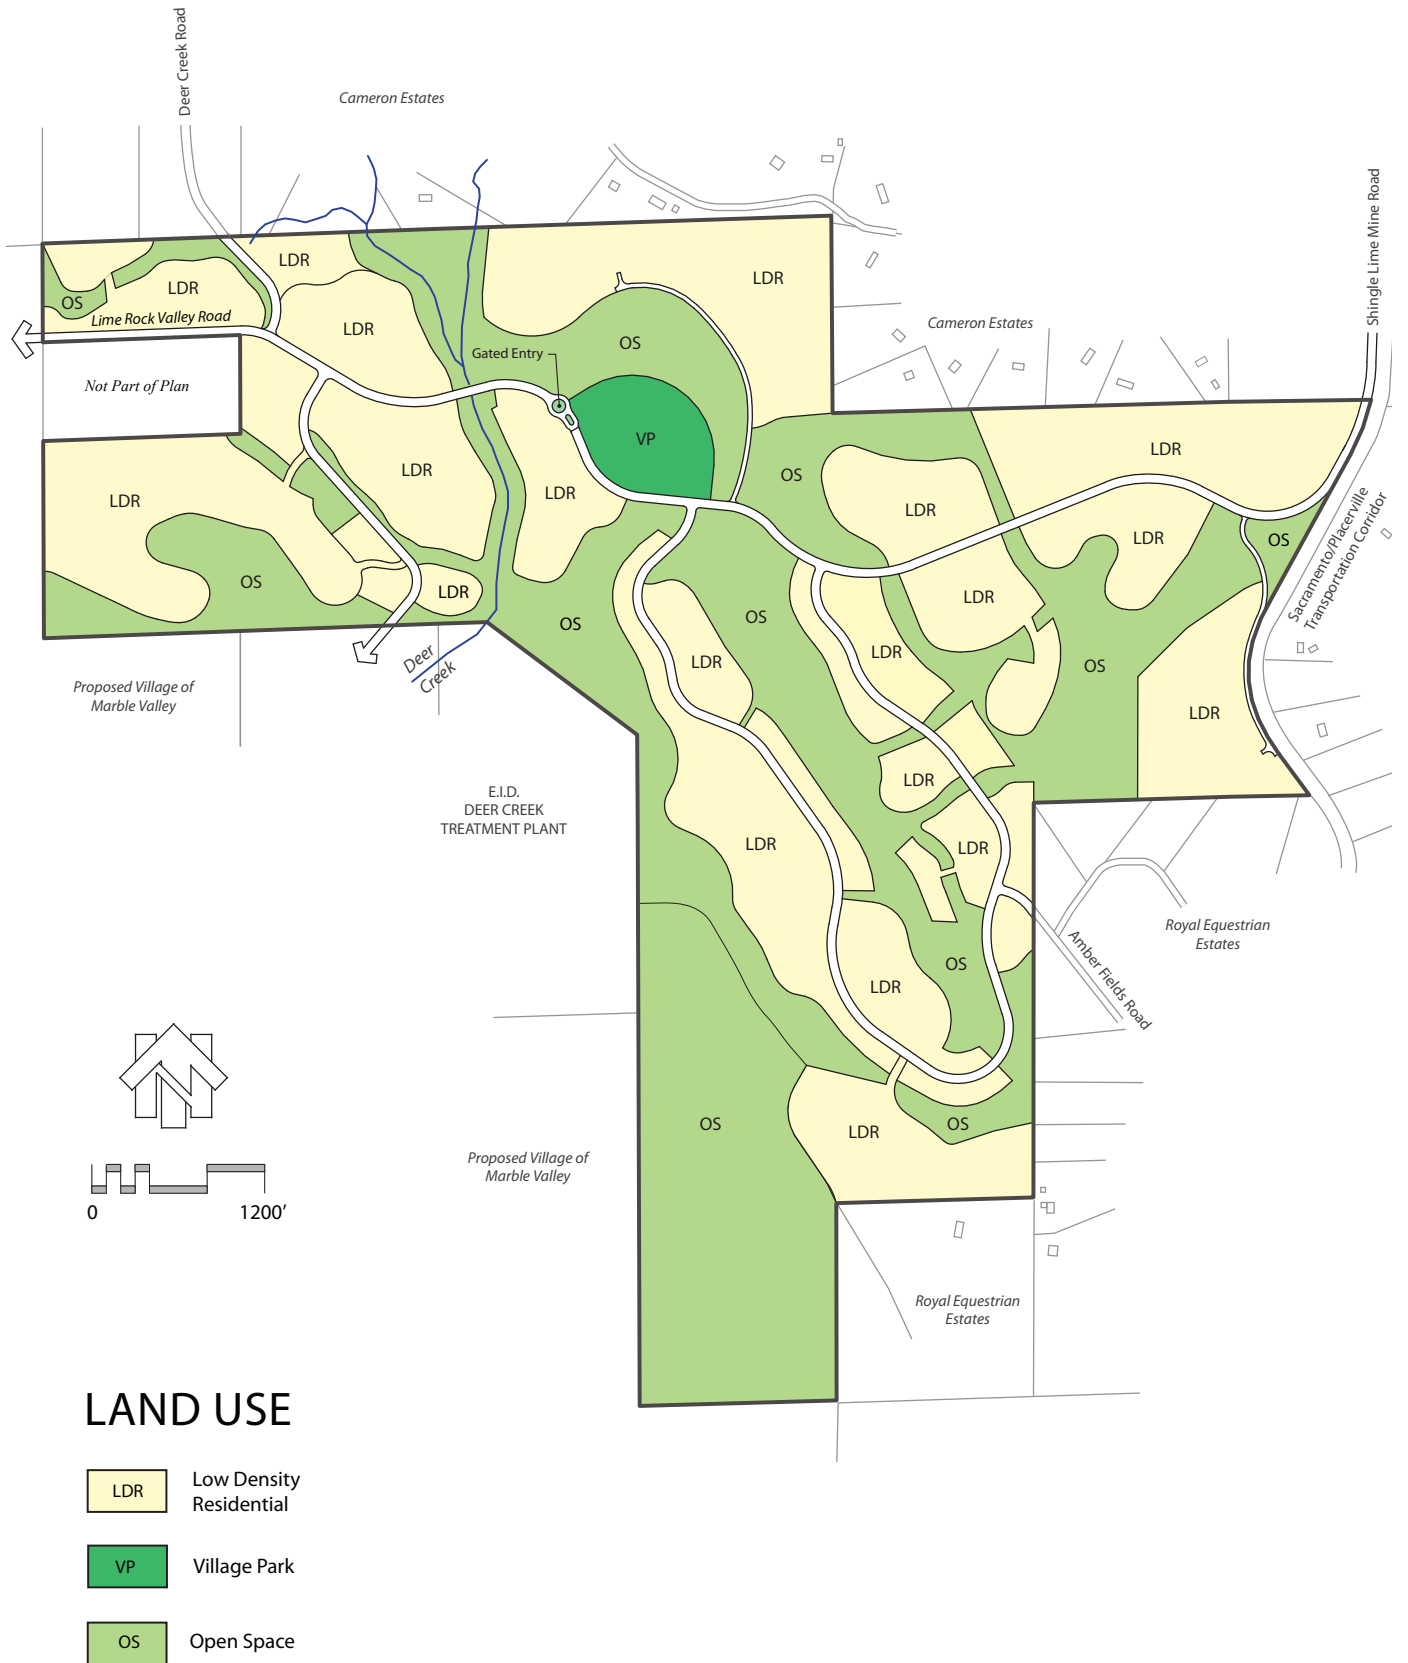 Deer Creek Road
Cameron Estates
Shingle Lime Mine Road
LDR
LDR
LDR
OS
Lime Rock Valley Road
LDR
Cameron Estates
OS
Gated Entry
Not Part of Plan
VP
LDR
LDR
OS
LDR
LDR
LDR
LDR
OS
Sacramento/Placerville
Transportation Corridor
OS
LDR
LDR
OS
OS
LDR
LDR
LDR
OS
Deer
Creek
Proposed Village of
Marble Valley
LDR
LDR
E.I.D.
DEER CREEK
TREATMENT PLANT
LDR
LDR
Royal Equestrian
Estates
Amber Fields Road
OS
LDR
OS
OS
LDR
Proposed Village of
Marble Valley
N
0
1200’
Royal Equestrian
Estates
LAND USE
LDR
Low Density
Residential
VP
Village Park
OS
Open Space